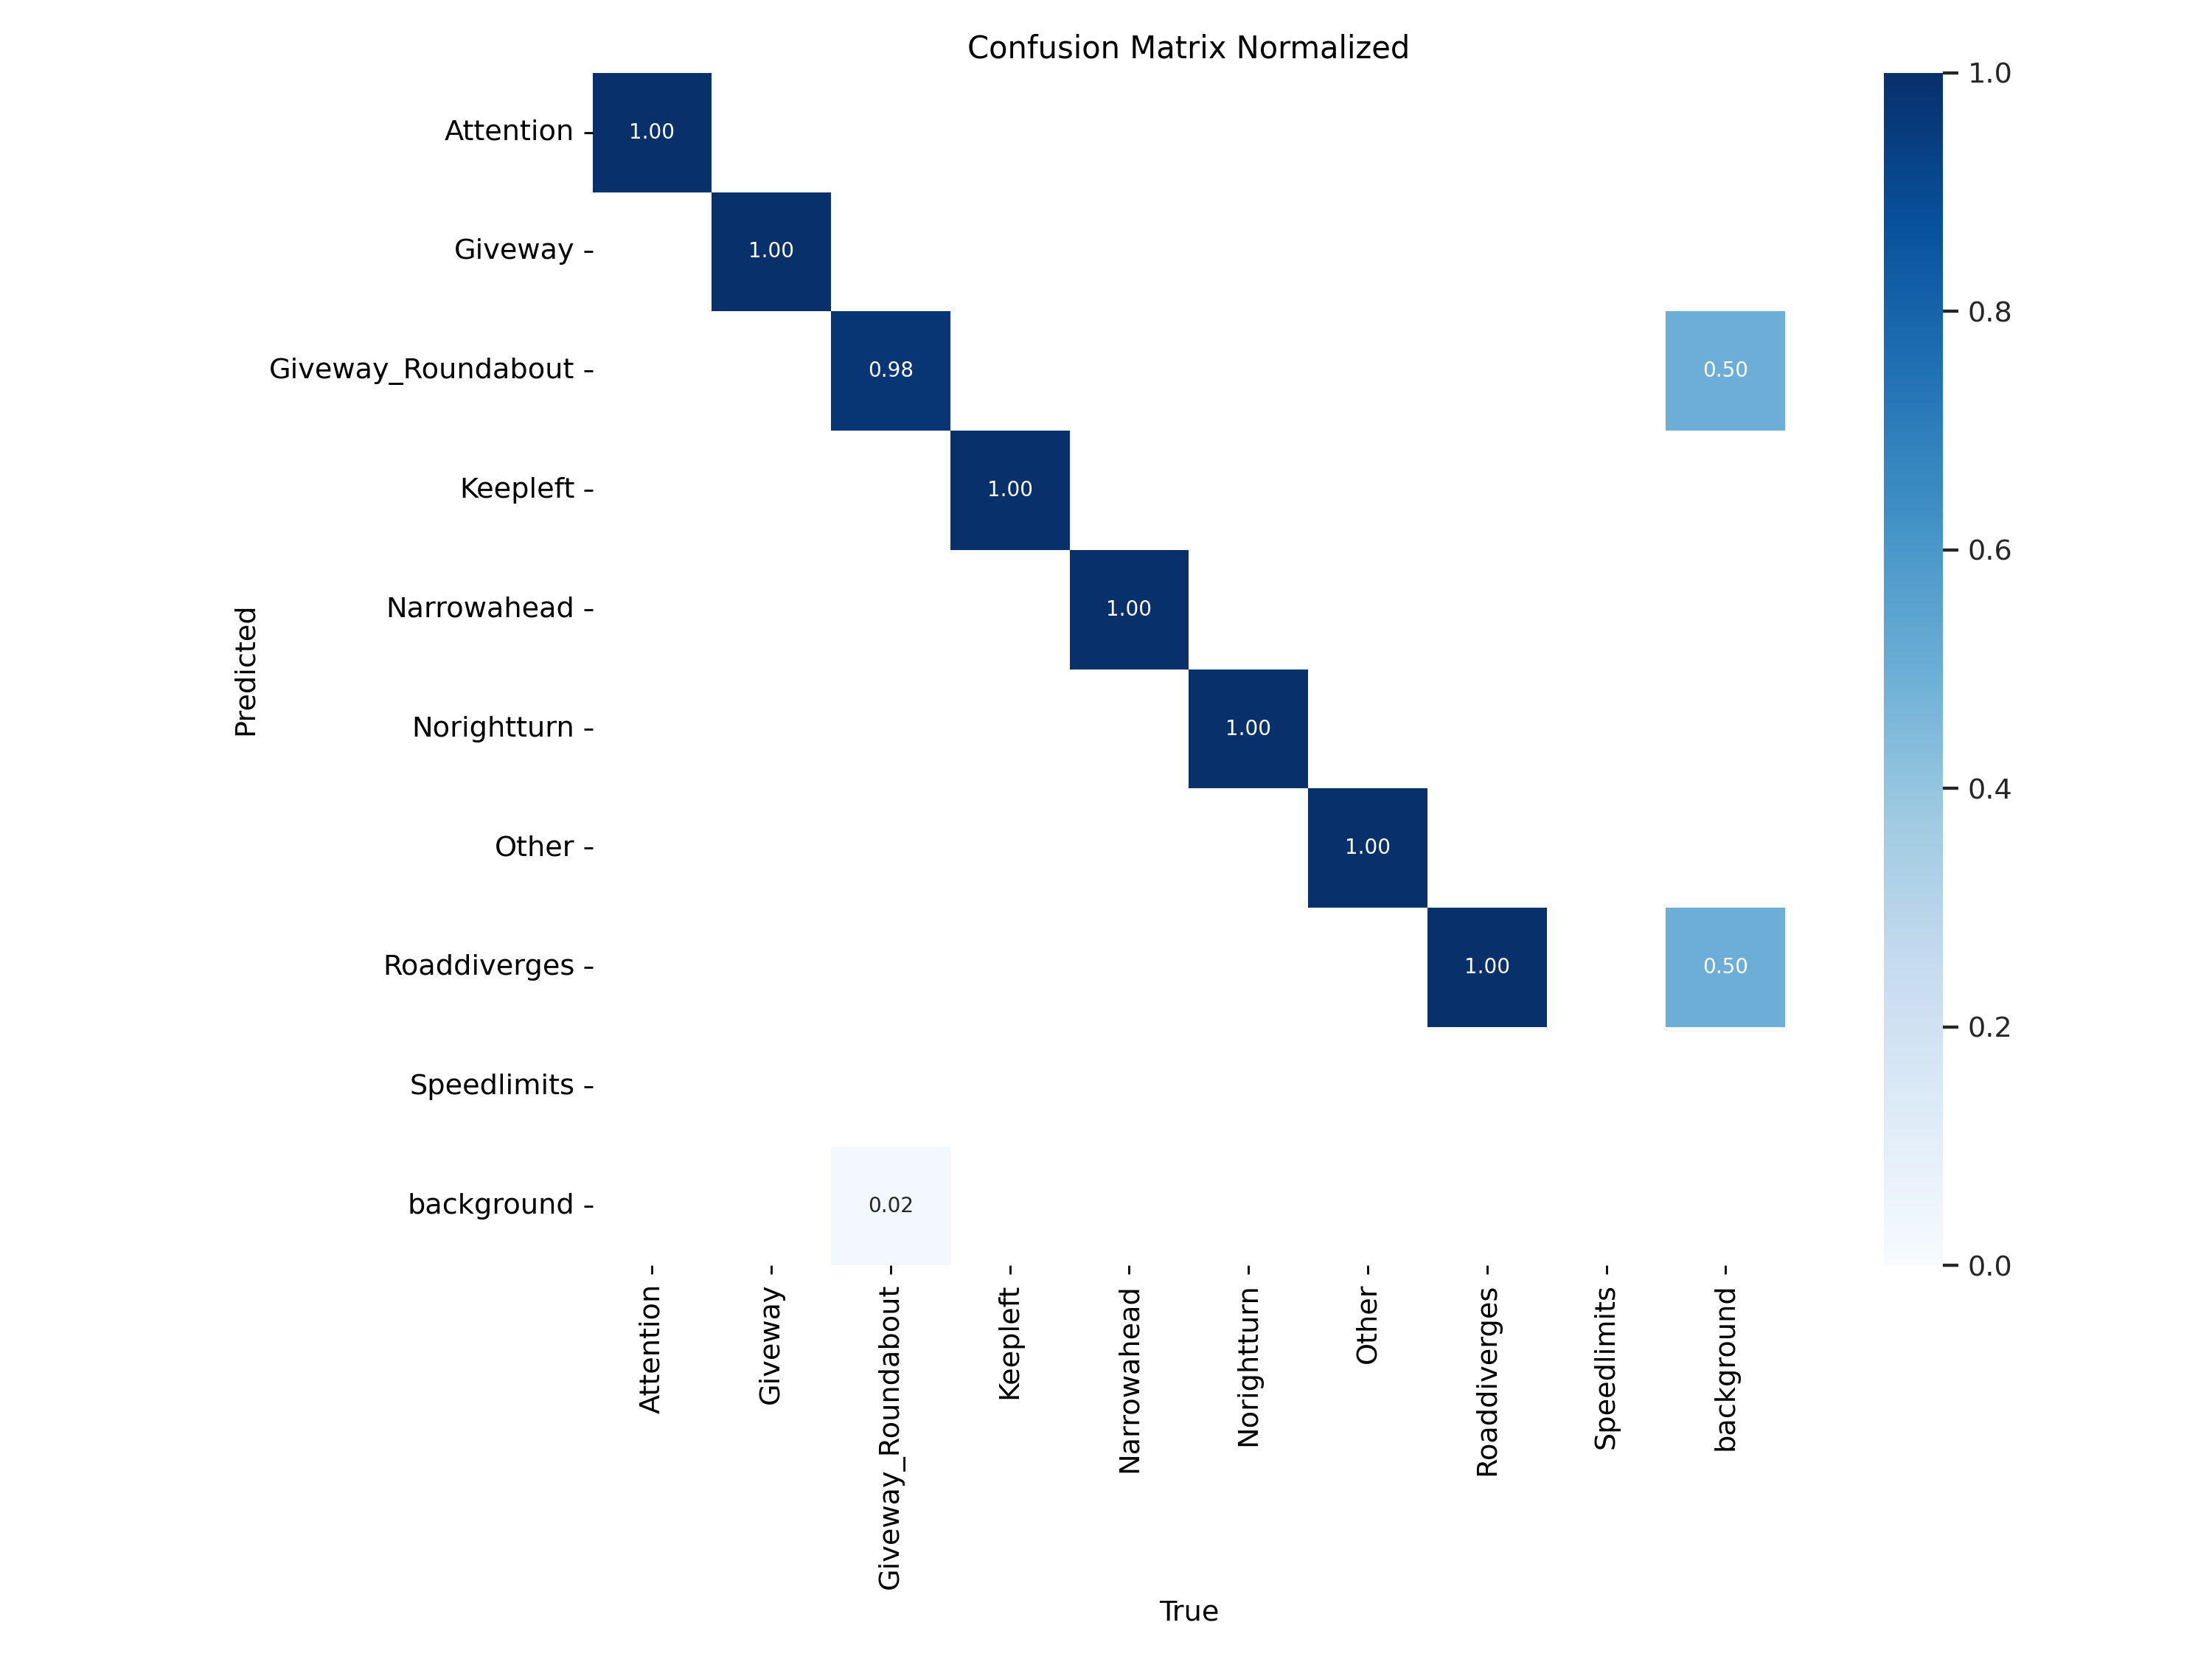 Confusion Matrix Normalized
Attention
1.00
Giveway
1.00
Giveway_Roundabout
0.98
0.50
Keepleft
1.00
Narrowahead
1.00
Norightturn
1.00
Other
1.00
Roaddiverges
1.00
0.50
Speedlimits
background
0.02
Predicted
Attention
Giveway
Giveway_Roundabout
Keepleft
Narrowahead
Norightturn
Other
Roaddiverges
Speedlimits
background
True
1.0
0.8
0.6
0.4
0.2
0.0